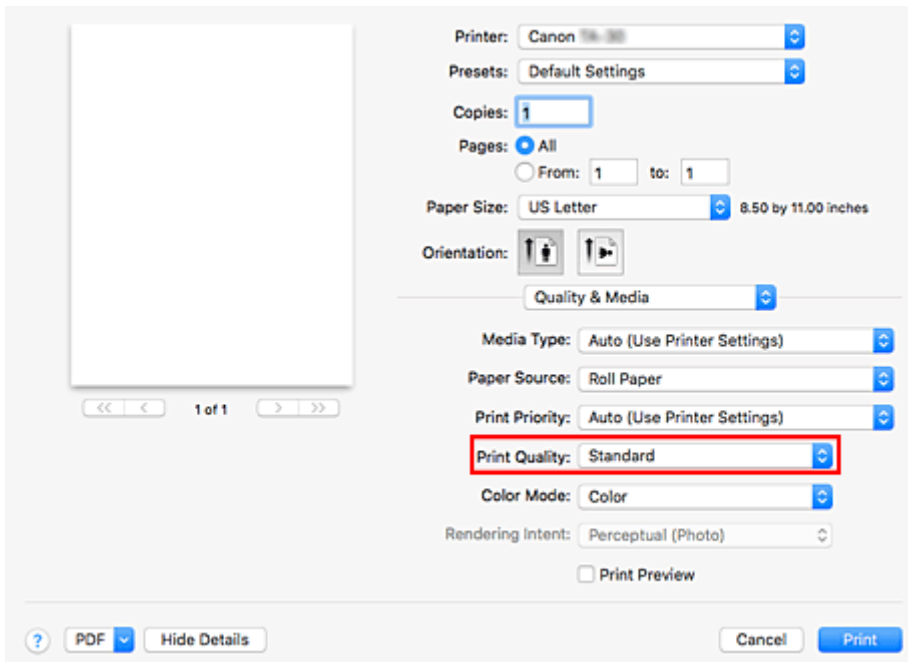 Printer: Canon
Presets: Default Settings
Copies: 1
Pages: All
From: 1 to: 1
Paper Size: US Letter 8.50 by 11.00 inches
Orientation:
Quality & Media
Media Type: Auto (Use Printer Settings)
Paper Source: Roll Paper
<< < 1 of 1 > >>
Print Priority: Auto (Use Printer Settings)
Print Quality: Standard
Color Mode: Color
Rendering Intent: Perceptual (Photo)
Print Preview
? PDF Hide Details Cancel Print